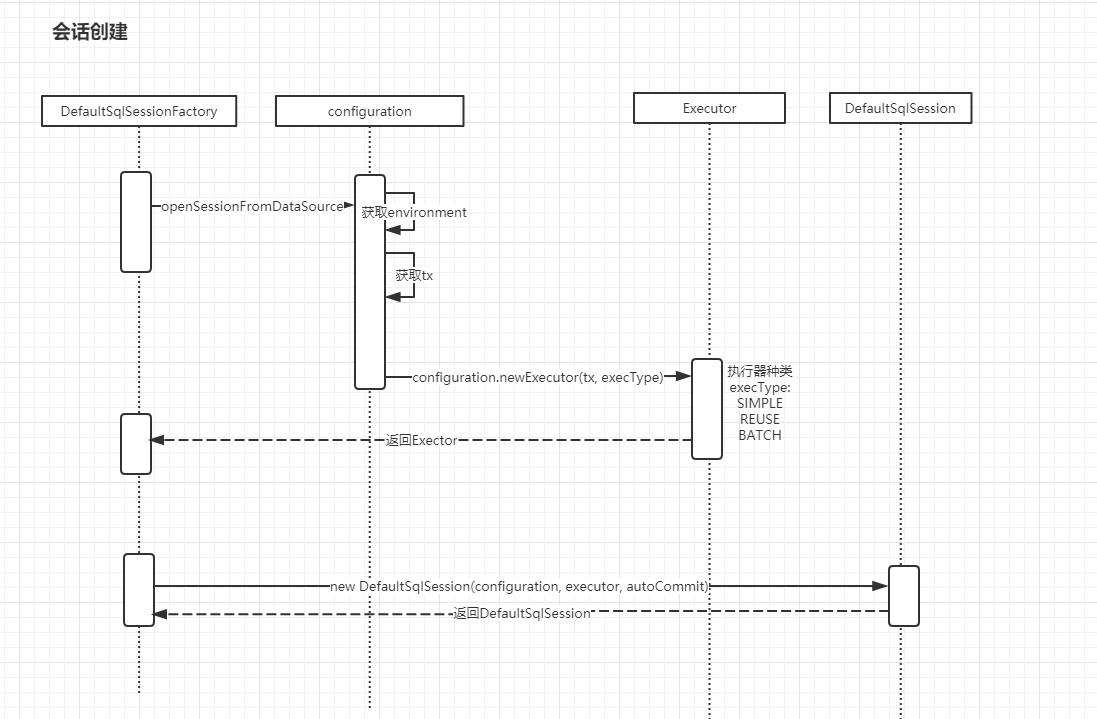 会话创建
DefaultSqlSessionFactory
configuration
Executor
DefaultSqlSession
openSessionFromDataSource
获取environment
获取tx
configuration.newExecutor(tx, execType)
执行器种类
execType:
SIMPLE
REUSE
BATCH
返回Exector
new DefaultSqlSession(configuration, executor, autoCommit)
返回DefaultSqlSession